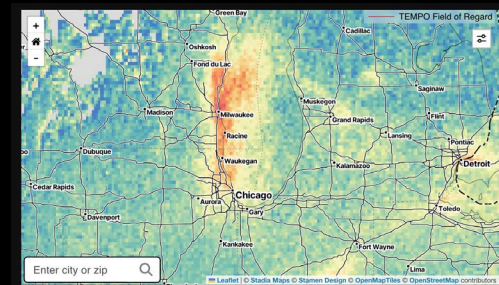 Green Bay
TEMPO Field of Regard
+
Cadillac
Oshkosh
-
Fond du Lac
Saginaw
Muskegon
Madison
Milwaukee
Flint
Grand Rapids
Racine
Lansing
Pontiac
Dubuque
Waukegan
Kalamazoo
Detroit
Cedar Rapids
Chicago
Aurora
Gary
Toledo
Davenport
Kankakee
Fort Wayne
Enter city or zip
Lima
Leaflet | © Stadia Maps © Stamen Design © OpenMapTiles © OpenStreetMap contributors